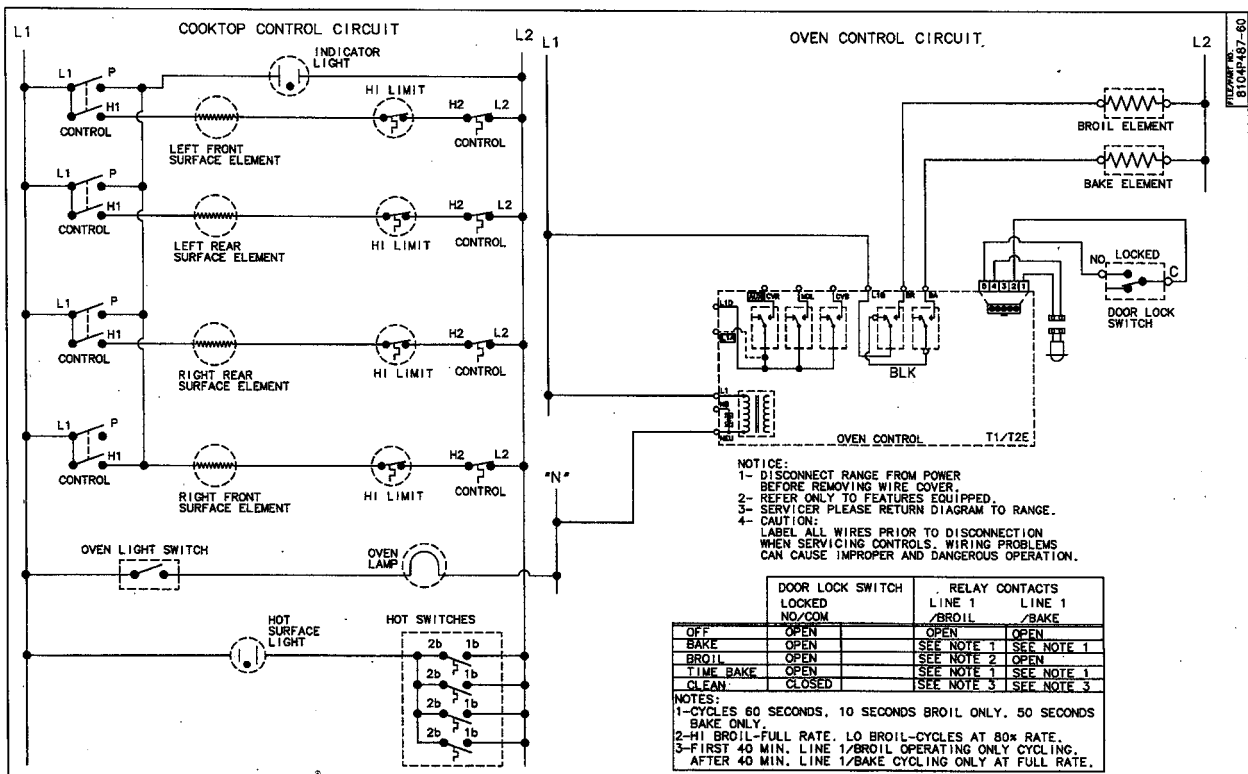 COOKTOP CONTROL CIRCUIT
OVEN CONTROL CIRCUIT.
8104P487-60
L1
L2
L1
L2
INDICATOR
LIGHT
L1
P
H1
CONTROL
LEFT FRONT
SURFACE ELEMENT
HI LIMIT
H2
L2
CONTROL
L1
P
H1
CONTROL
LEFT REAR
SURFACE ELEMENT
HI LIMIT
H2
L2
CONTROL
L1
P
H1
CONTROL
RIGHT REAR
SURFACE ELEMENT
HI LIMIT
H2
L2
CONTROL
L1
P
H1
CONTROL
RIGHT FRONT
SURFACE ELEMENT
HI LIMIT
H2
L2
CONTROL
OVEN LIGHT SWITCH
OVEN
LAMP
"N"
HOT
SURFACE
LIGHT
HOT SWITCHES
2b
1b
2b
1b
2b
1b
2b
1b
BROIL ELEMENT
BAKE ELEMENT
NO
LOCKED
C
DOOR LOCK
SWITCH
5 4 3 2 1
BR
BA
BLK
L1
OVEN CONTROL
T1/T2E
NOTICE:
1- DISCONNECT RANGE FROM POWER
BEFORE REMOVING WIRE COVER.
2- REFER ONLY TO FEATURES EQUIPPED.
3- SERVICER PLEASE RETURN DIAGRAM TO RANGE.
4- CAUTION:
LABEL ALL WIRES PRIOR TO DISCONNECTION
WHEN SERVICING CONTROLS. WIRING PROBLEMS
CAN CAUSE IMPROPER AND DANGEROUS OPERATION.
DOOR LOCK SWITCH RELAY CONTACTS
LOCKED LINE 1 LINE 1
NO/COM /BROIL /BAKE
OFF OPEN OPEN OPEN
BAKE OPEN SEE NOTE 1 SEE NOTE 1
BROIL OPEN SEE NOTE 2 OPEN
TIME BAKE OPEN SEE NOTE 1 SEE NOTE 1
CLEAN CLOSED SEE NOTE 3 SEE NOTE 3
NOTES:
1-CYCLES 60 SECONDS. 10 SECONDS BROIL ONLY. 50 SECONDS
BAKE ONLY.
2-HI BROIL-FULL RATE. LO BROIL-CYCLES AT 80% RATE.
3-FIRST 40 MIN. LINE 1/BROIL OPERATING ONLY CYCLING.
AFTER 40 MIN. LINE 1/BAKE CYCLING ONLY AT FULL RATE.